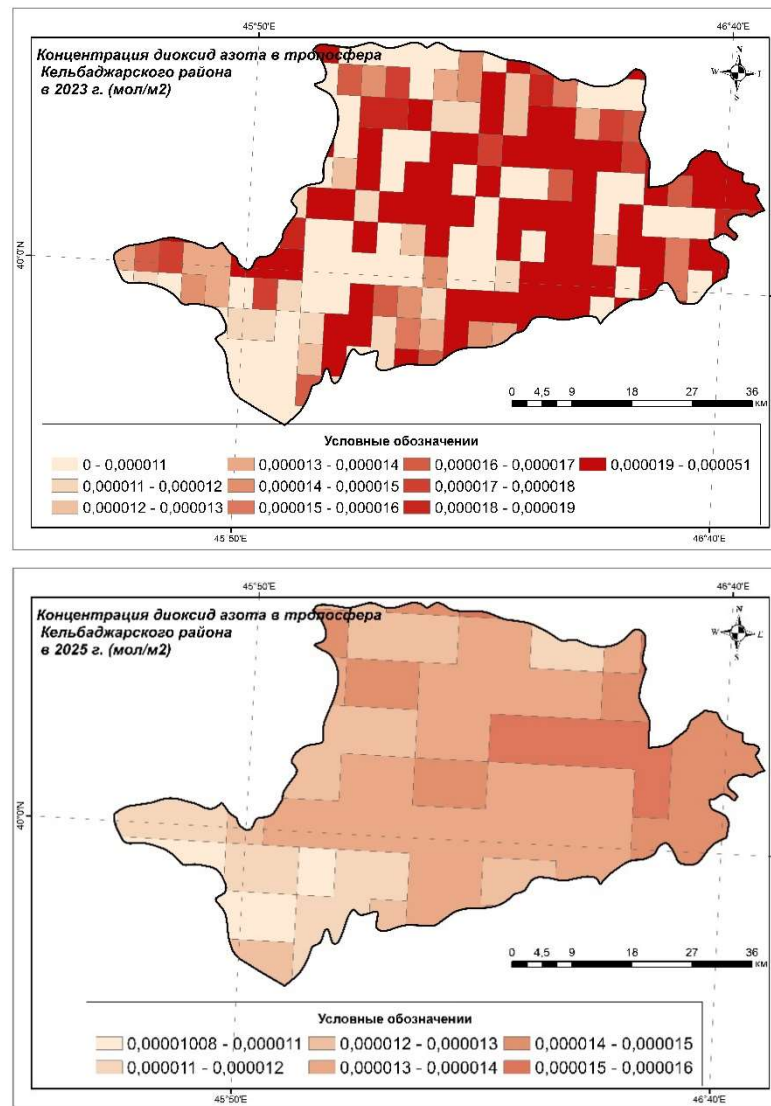 45°50'E
46°40'E
Концентрация диоксид азота в тропосфера
Кельбаджарского района
в 2023 г. (мол/м2)
N
W
E
S
40°0'N
0 4,5 9 18 27 36
км
Условные обозначения
0 - 0,000011
0,000013 - 0,000014
0,000016 - 0,000017
0,000019 - 0,000051
0,000011 - 0,000012
0,000014 - 0,000015
0,000017 - 0,000018
0,000012 - 0,000013
0,000015 - 0,000016
0,000018 - 0,000019
45°50'E
46°40'E
45°50'E
46°40'E
Концентрация диоксид азота в тропосфера
Кельбаджарского района
в 2025 г. (мол/м2)
N
W
E
S
40°0'N
0 4,5 9 18 27 36
км
Условные обозначения
0,00001008 - 0,000011
0,000012 - 0,000013
0,000014 - 0,000015
0,000011 - 0,000012
0,000013 - 0,000014
0,000015 - 0,000016
45°50'E
46°40'E